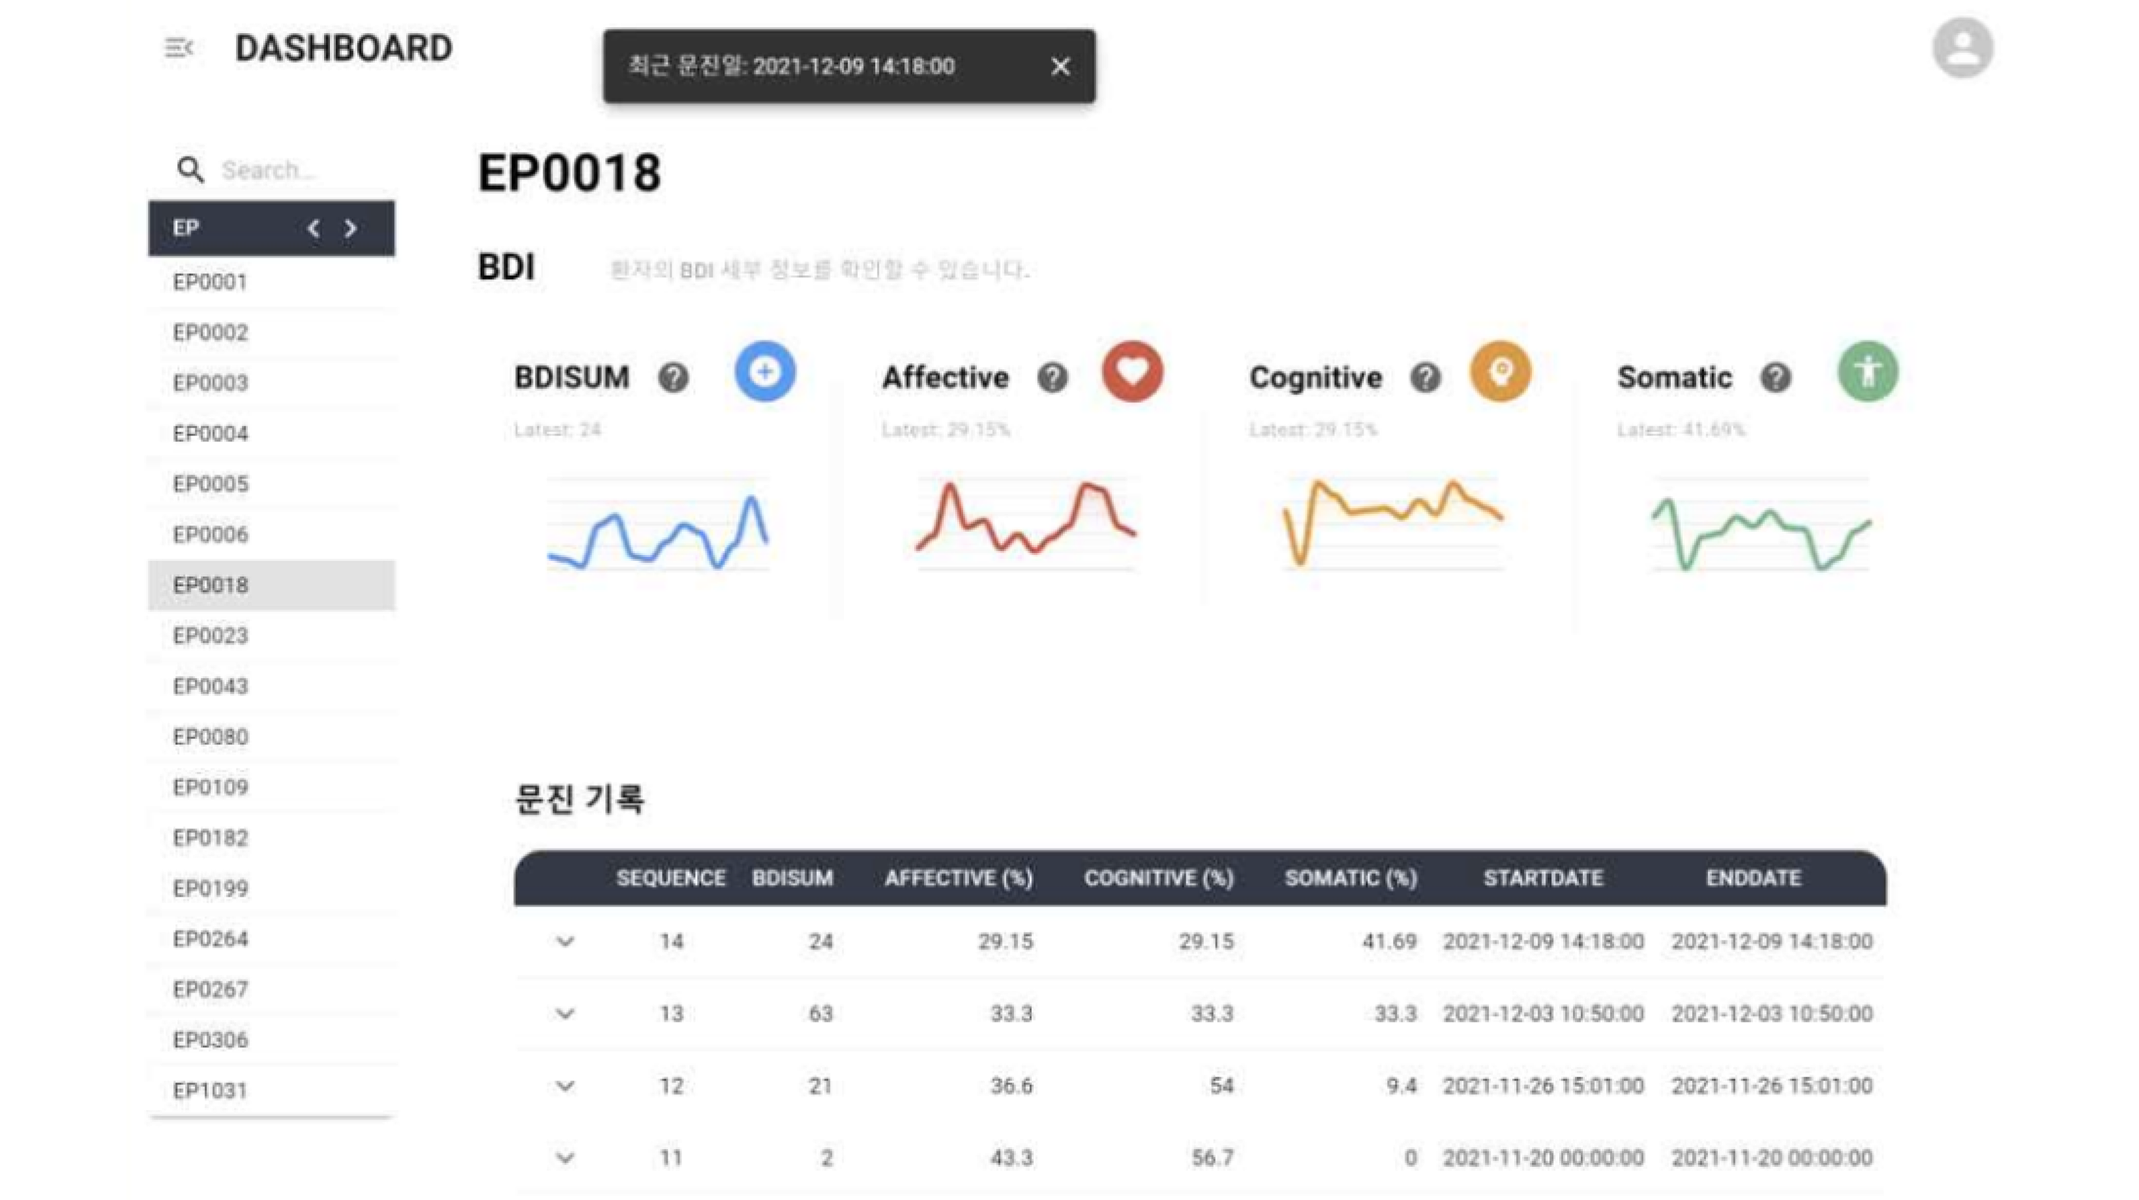 DASHBOARD
최근 문진일: 2021-12-09 14:18:00
Search...
EP
EP0001
EP0002
EP0003
EP0004
EP0005
EP0006
EP0018
EP0023
EP0043
EP0080
EP0109
EP0182
EP0199
EP0264
EP0267
EP0306
EP1031
EP0018
BDI 환자의 BDI 세부 정보를 확인할 수 있습니다.
BDISUM
Latest: 24
Affective
Latest: 29.15%
Cognitive
Latest: 29.15%
Somatic
Latest: 41.69%
문진 기록
SEQUENCE BDISUM AFFECTIVE (%) COGNITIVE (%) SOMATIC (%) STARTDATE ENDDATE
14 24 29.15 29.15 41.69 2021-12-09 14:18:00 2021-12-09 14:18:00
13 63 33.3 33.3 33.3 2021-12-03 10:50:00 2021-12-03 10:50:00
12 21 36.6 54 9.4 2021-11-26 15:01:00 2021-11-26 15:01:00
11 2 43.3 56.7 0 2021-11-20 00:00:00 2021-11-20 00:00:00